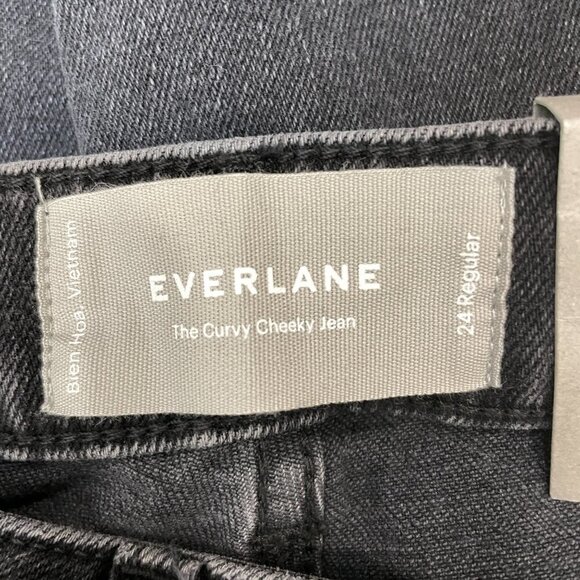 Bien Hoa, Vietnam
EVERLANE
The Curvy Cheeky Jean
24 Regular